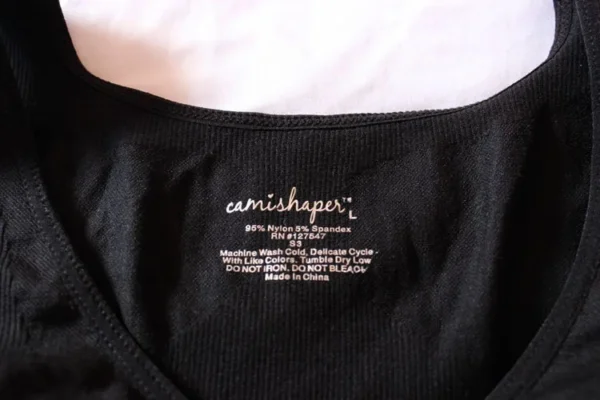 camishaper™
L
95% Nylon 5% Spandex
RN #127547
S3
Machine Wash Cold, Delicate Cycle
With Like Colors, Tumble Dry Low
DO NOT IRON, DO NOT BLEACH
Made in China